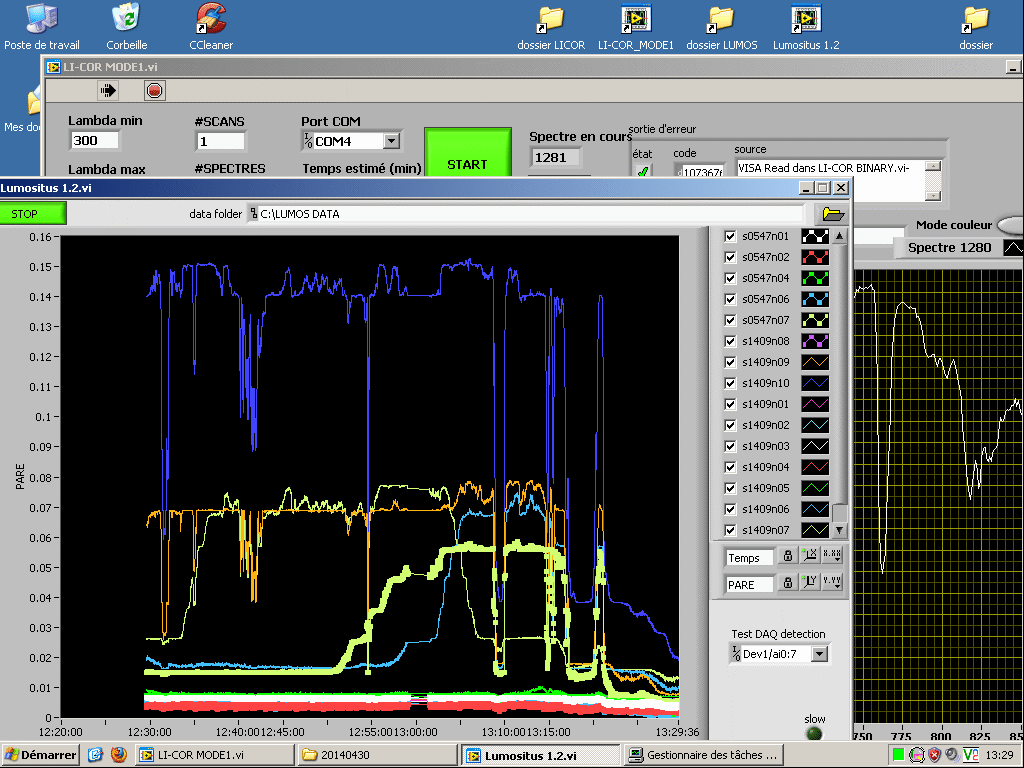 Poste de travail
Corbeille
CCleaner
dossier LICOR
LI-COR_MODE1
dossier LUMOS
Lumositus 1.2
dossier
Mes do
LI-COR MODE1.vi
Lambda min
300
#SCANS
1
Port COM
COM4
START
Spectre en cours
1281
sortie d'erreur
état
code
107367
source
VISA Read dans LI-COR BINARY.vi-
Lambda max
#SPECTRES
Temps estimé (min)
Lumositus 1.2.vi
STOP
data folder
C:\LUMOS DATA
Mode couleur
Spectre 1280
s0547n01
s0547n02
s0547n04
s0547n06
s0547n07
s1409n08
s1409n09
s1409n10
s1409n01
s1409n02
s1409n03
s1409n04
s1409n05
s1409n06
s1409n07
Temps
PARE
Test DAQ detection
Dev1/ai0:7
slow
PARE
0.16
0.15
0.14
0.13
0.12
0.11
0.1
0.09
0.08
0.07
0.06
0.05
0.04
0.03
0.02
0.01
0
12:20:00
12:30:00
12:40:00
12:45:00
12:55:00
13:00:00
13:10:00
13:15:00
13:29:36
750
775
800
825
85
Démarrer
LI-COR MODE1.vi
20140430
Lumositus 1.2.vi
Gestionnaire des tâches ...
13:29